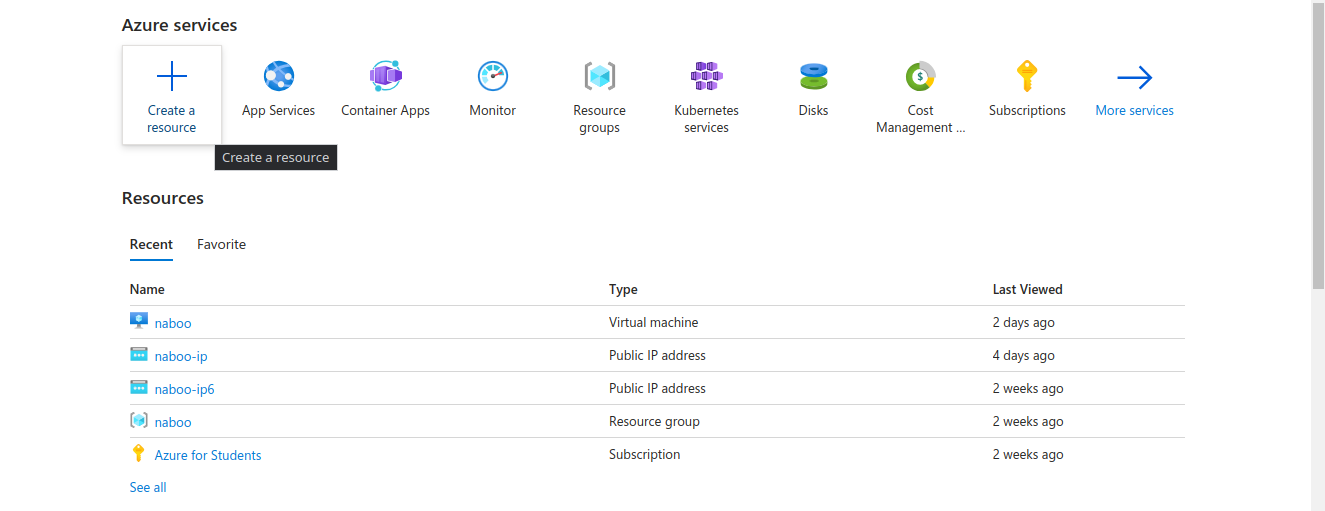 Azure services
Create a resource
App Services
Container Apps
Monitor
Resource groups
Kubernetes services
Disks
Cost Management ...
Subscriptions
More services
Create a resource
Resources
Recent Favorite
Name Type Last Viewed
naboo Virtual machine 2 days ago
naboo-ip Public IP address 4 days ago
naboo-ip6 Public IP address 2 weeks ago
naboo Resource group 2 weeks ago
Azure for Students Subscription 2 weeks ago
See all